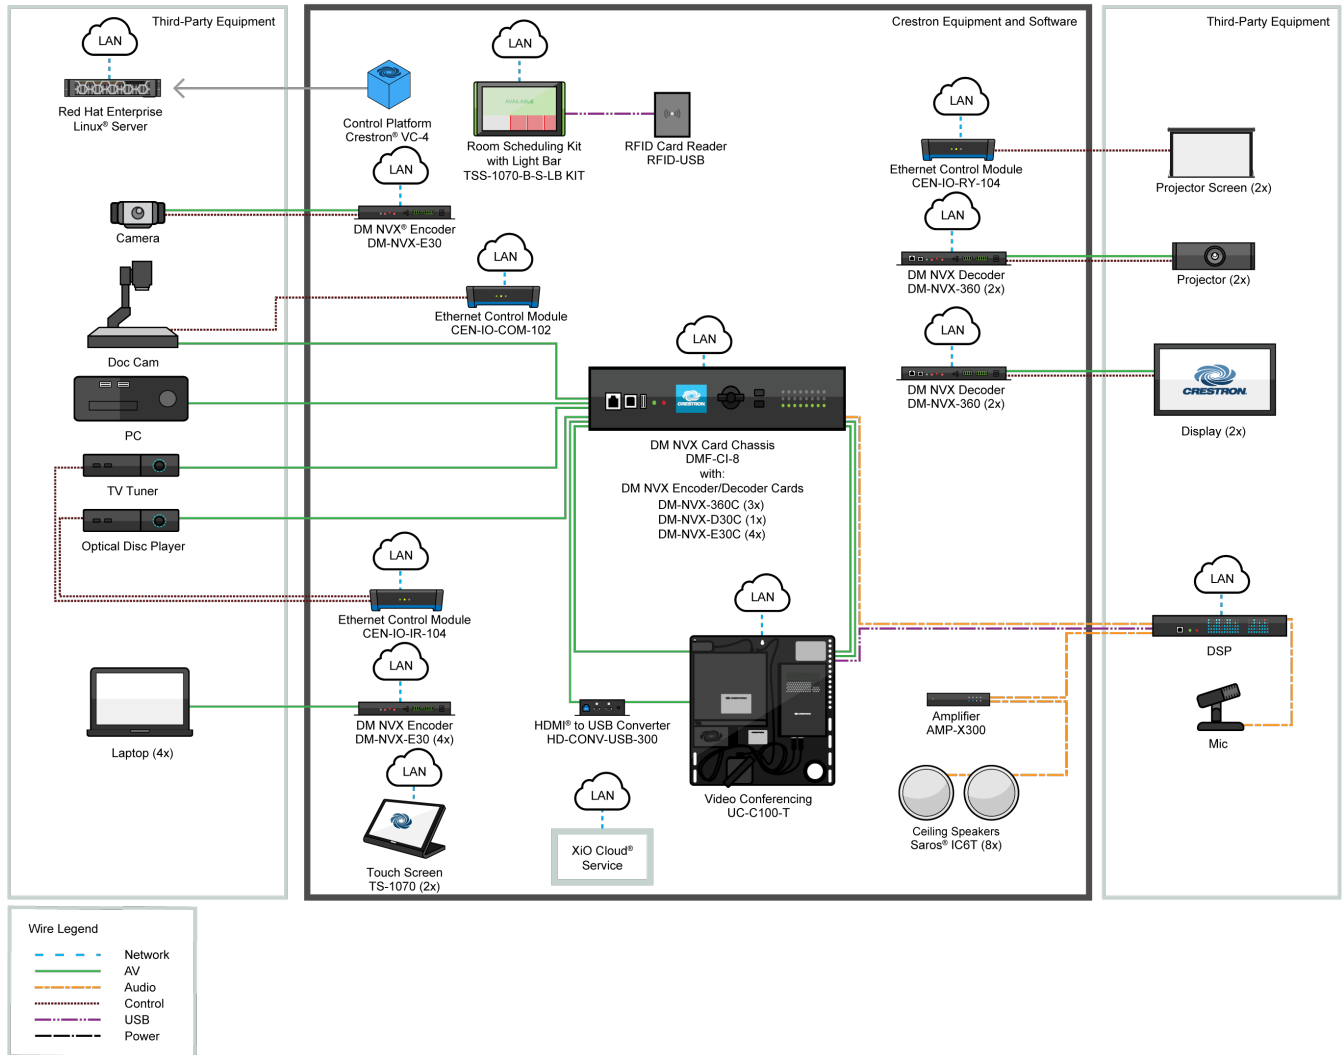 Third-Party Equipment
LAN
Red Hat Enterprise
Linux® Server
Camera
Doc Cam
PC
TV Tuner
Optical Disc Player
Laptop (4x)
Crestron Equipment and Software
Control Platform
Crestron® VC-4
LAN
AVAILABLE
Room Scheduling Kit
with Light Bar
TSS-1070-B-S-LB KIT
RFID Card Reader
RFID-USB
LAN
DM NVX® Encoder
DM-NVX-E30
LAN
Ethernet Control Module
CEN-IO-COM-102
LAN
Ethernet Control Module
CEN-IO-RY-104
LAN
DM NVX Decoder
DM-NVX-360 (2x)
LAN
DM NVX Decoder
DM-NVX-360 (2x)
LAN
CRESTRON
DM NVX Card Chassis
DMF-CI-8
with:
DM NVX Encoder/Decoder Cards
DM-NVX-360C (3x)
DM-NVX-D30C (1x)
DM-NVX-E30C (4x)
LAN
Ethernet Control Module
CEN-IO-IR-104
LAN
DM NVX Encoder
DM-NVX-E30 (4x)
LAN
Touch Screen
TS-1070 (2x)
HDMI® to USB Converter
HD-CONV-USB-300
LAN
XiO Cloud®
Service
LAN
Video Conferencing
UC-C100-T
Amplifier
AMP-X300
Ceiling Speakers
Saros® IC6T (8x)
Third-Party Equipment
Projector Screen (2x)
Projector (2x)
CRESTRON
Display (2x)
LAN
DSP
Mic
Wire Legend
Network
AV
Audio
Control
USB
Power